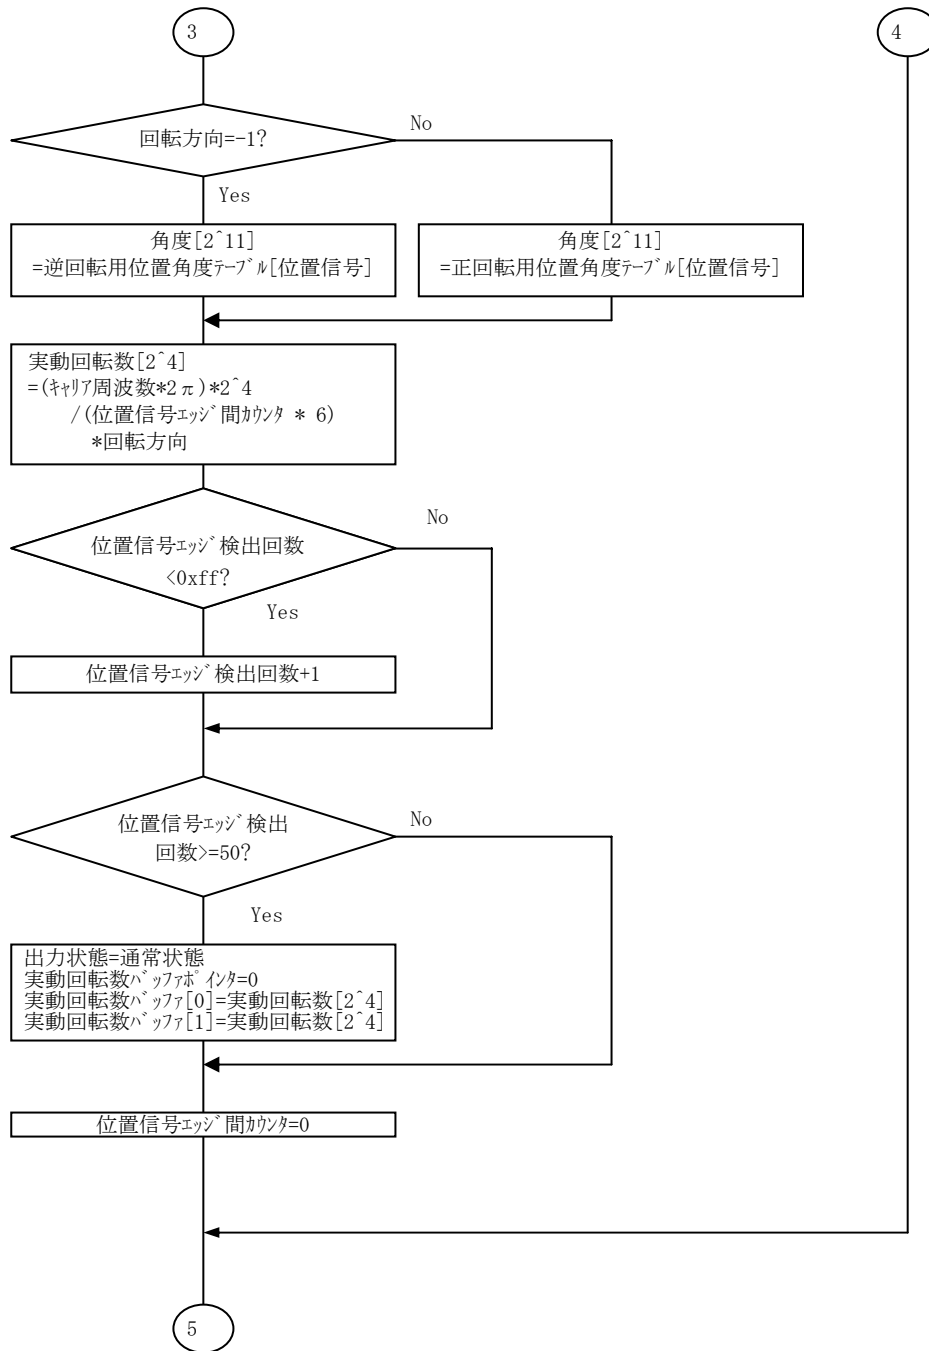 3
4
回転方向=-1?
No
Yes
角度[2^11]
=逆回転用位置角度ﾃｰﾌﾞﾙ[位置信号]
角度[2^11]
=正回転用位置角度ﾃｰﾌﾞﾙ[位置信号]
実動回転数[2^4]
=(ｷｬﾘｱ周波数*2π)*2^4
/(位置信号ｴｯｼﾞ間ｶｳﾝﾀ * 6)
*回転方向
No
位置信号ｴｯｼﾞ検出回数
<0xff?
Yes
位置信号ｴｯｼﾞ検出回数+1
位置信号ｴｯｼﾞ検出
回数>=50?
No
Yes
出力状態=通常状態
実動回転数ﾊﾞｯﾌｧﾎﾟｲﾝﾀ=0
実動回転数ﾊﾞｯﾌｧ[0]=実動回転数[2^4]
実動回転数ﾊﾞｯﾌｧ[1]=実動回転数[2^4]
位置信号ｴｯｼﾞ間ｶｳﾝﾀ=0
5